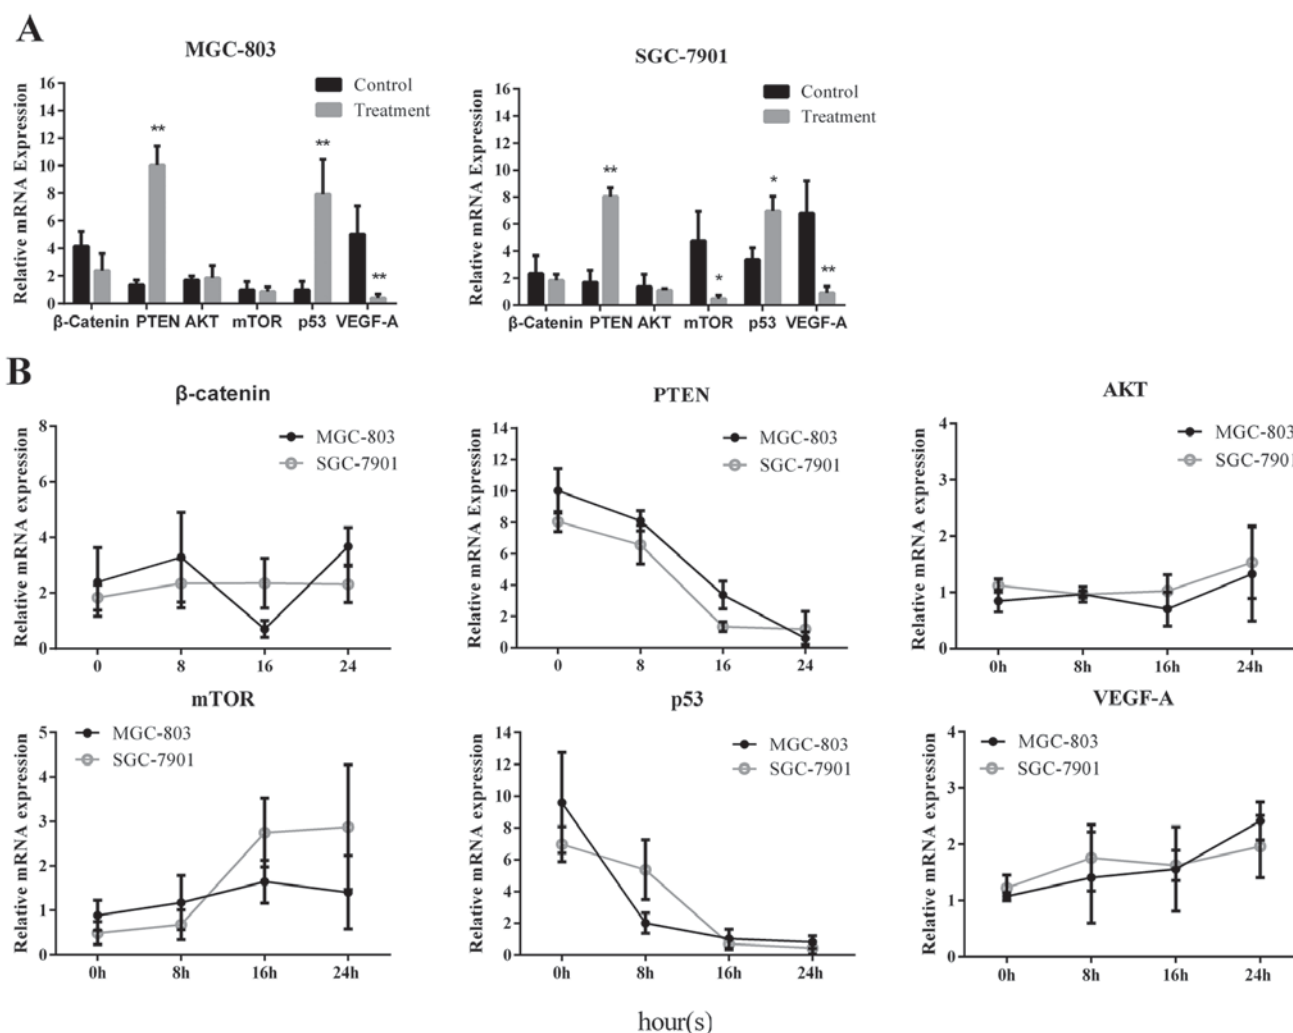 A
MGC-803
Relative mRNA Expression
16
14
12
10
8
6
4
2
0
Control
Treatment
**
**
**
β-Catenin PTEN AKT mTOR p53 VEGF-A
SGC-7901
Relative mRNA Expression
16
14
12
10
8
6
4
2
0
Control
Treatment
**
*
*
**
β-Catenin PTEN AKT mTOR p53 VEGF-A
B
β-catenin
Relative mRNA expression
8
6
4
2
0
MGC-803
SGC-7901
0 8 16 24
PTEN
Relative mRNA Expression
14
12
10
8
6
4
2
0
MGC-803
SGC-7901
0 8 16 24
AKT
Relative mRNA expression
4
3
2
1
0
MGC-803
SGC-7901
0h 8h 16h 24h
mTOR
Relative mRNA expression
5
4
3
2
1
0
MGC-803
SGC-7901
0h 8h 16h 24h
p53
Relative mRNA expression
14
12
10
8
6
4
2
0
MGC-803
SGC-7901
0h 8h 16h 24h
VEGF-A
Relative mRNA expression
4
3
2
1
0
MGC-803
SGC-7901
0h 8h 16h 24h
hour(s)